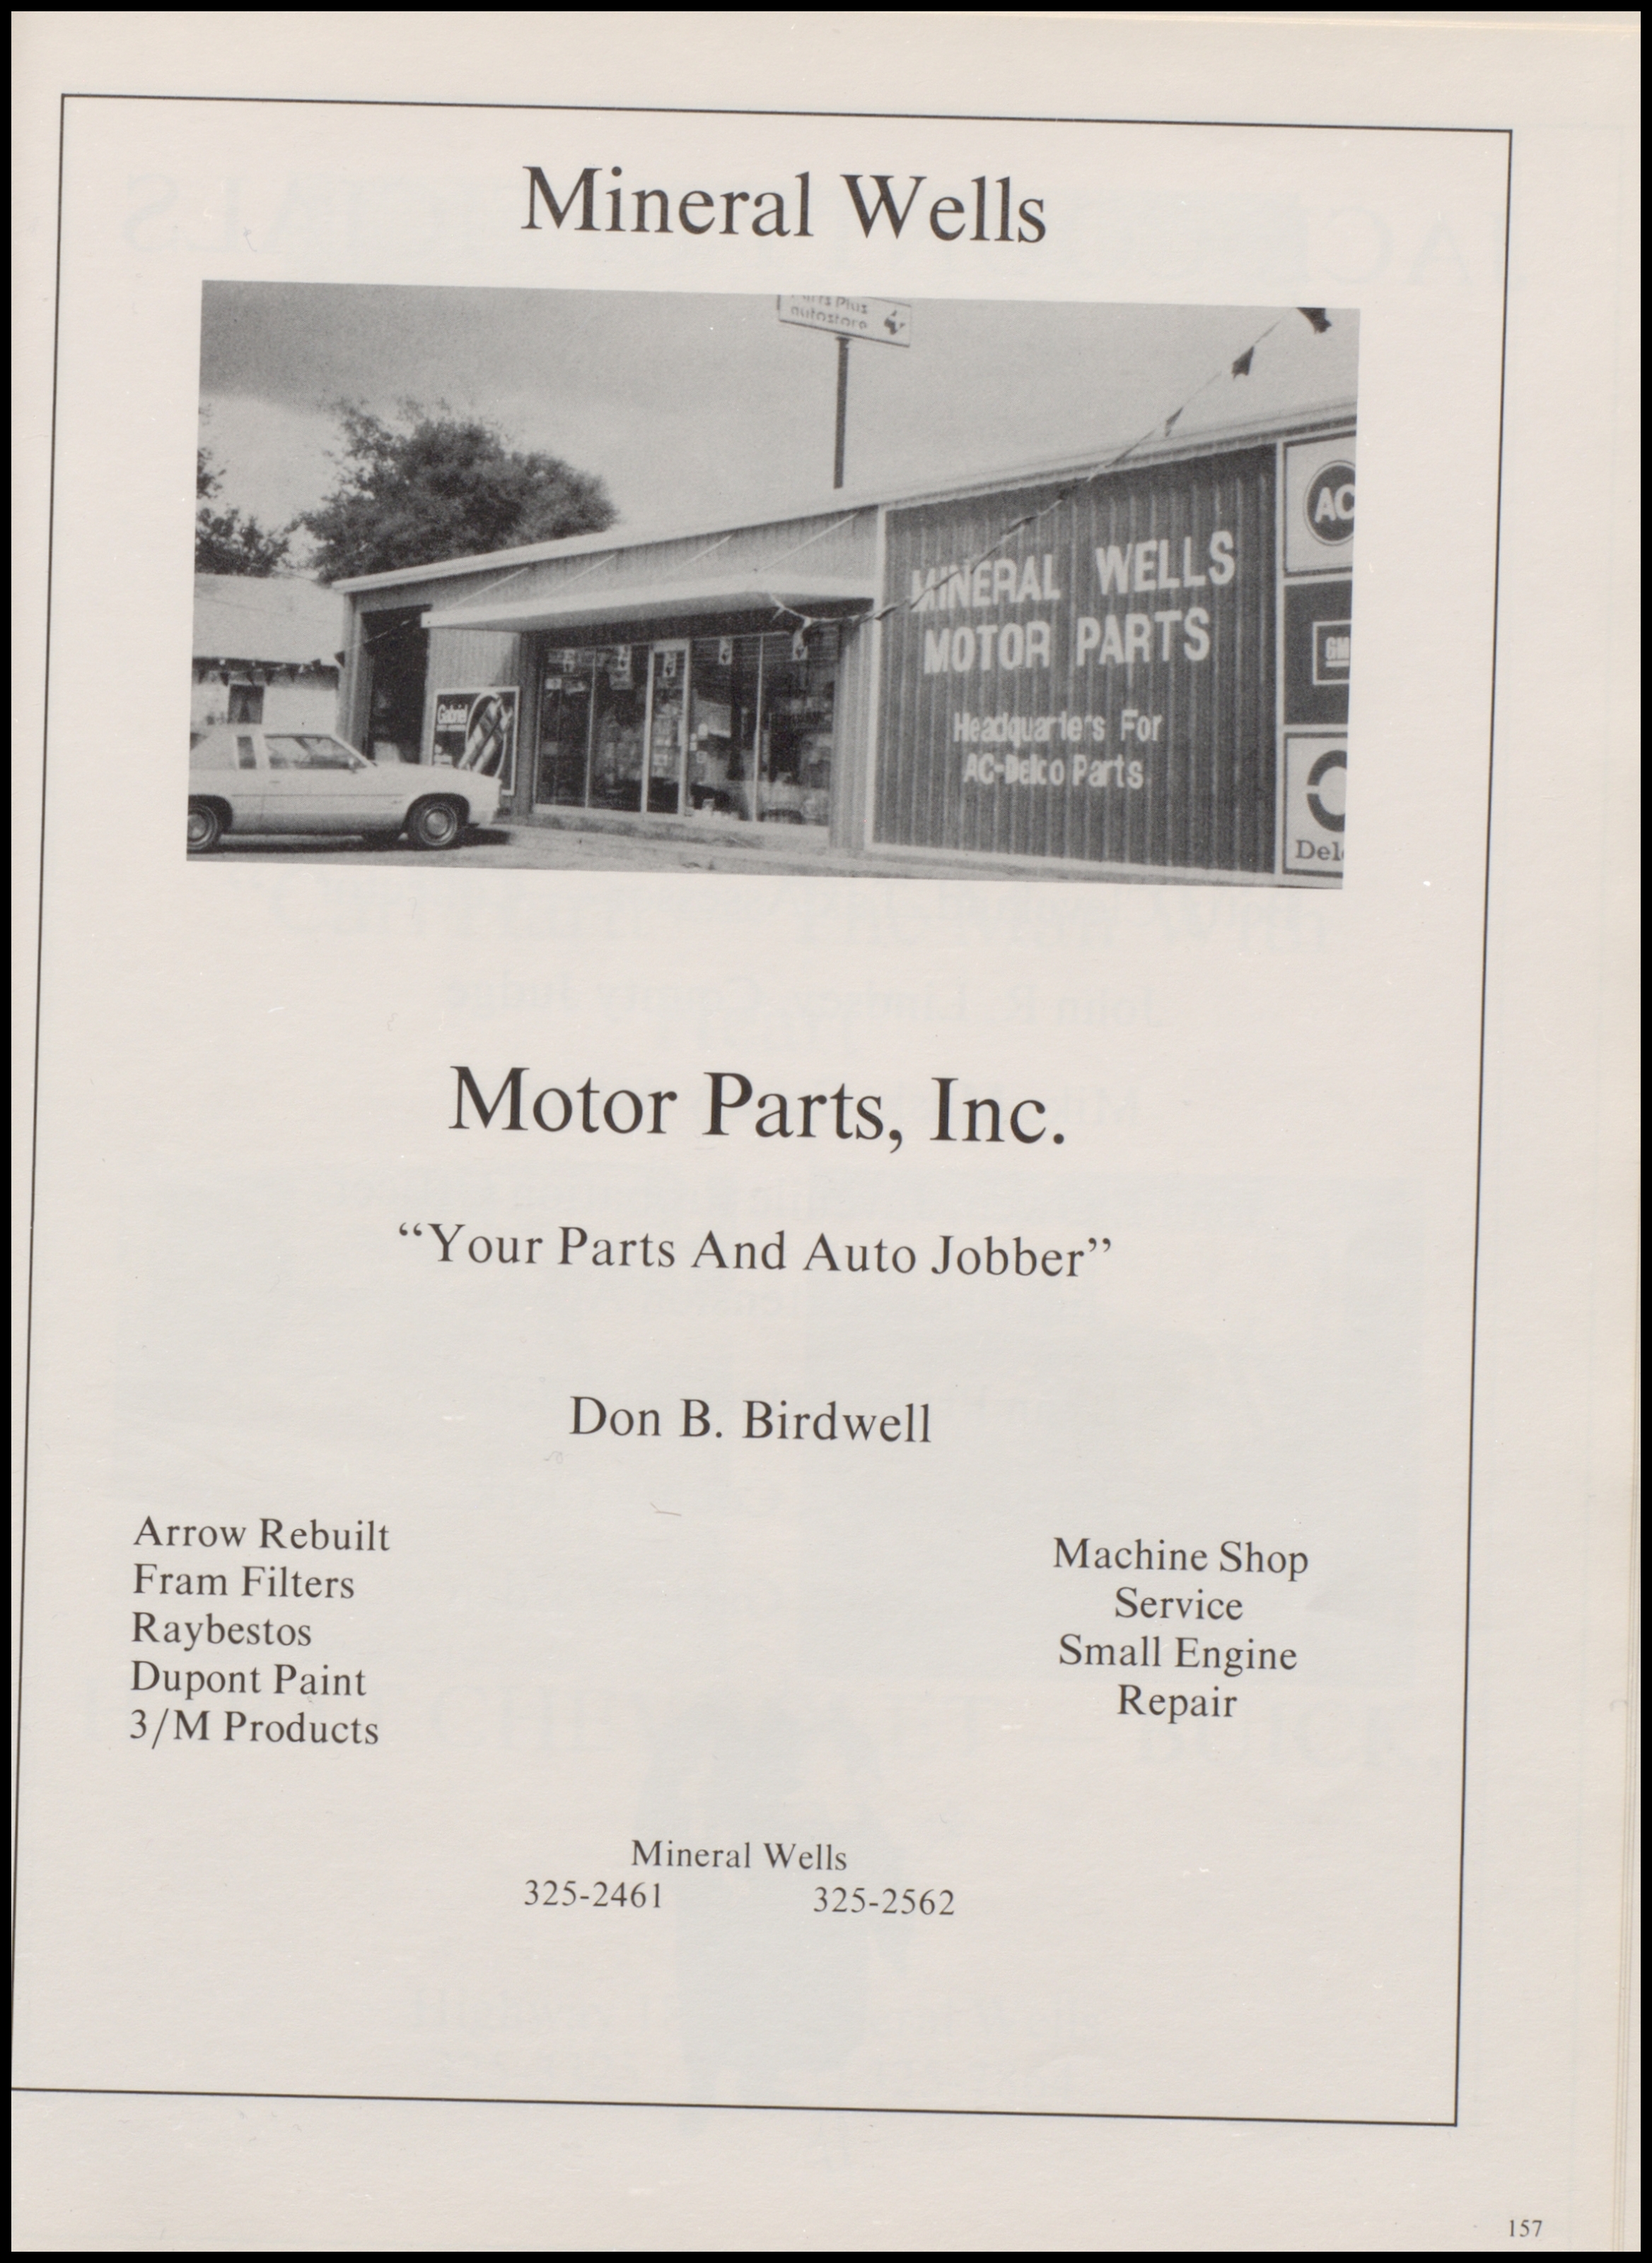 Mineral Wells
Parts Plus
autostore
AC
MINERAL WELLS
MOTOR PARTS
GM
Gabriel
Headquarters For
AC-Delco Parts
Del
Motor Parts, Inc.
“Your Parts And Auto Jobber”
Don B. Birdwell
Arrow Rebuilt
Fram Filters
Raybestos
Dupont Paint
3/M Products
Machine Shop
Service
Small Engine
Repair
Mineral Wells
325-2461 325-2562
157